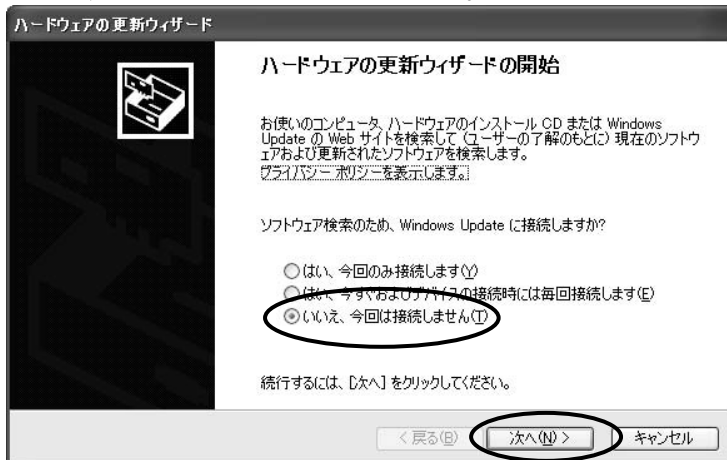 ハードウェアの更新ウィザード
ハードウェアの更新ウィザードの開始
お使いのコンピュータ、ハードウェアのインストール CD または Windows
Update の Web サイトを検索して (ユーザーの了解のもとに) 現在のソフトウ
ェアおよび更新されたソフトウェアを検索します。
プライバシー ポリシーを表示します。
ソフトウェア検索のため、Windows Update に接続しますか?
はい、今回のみ接続します(Y)
はい、今すぐおよびデバイスの接続時には毎回接続します(E)
いいえ、今回は接続しません(T)
続行するには、[次へ] をクリックしてください。
< 戻る(B) 次へ(N) > キャンセル